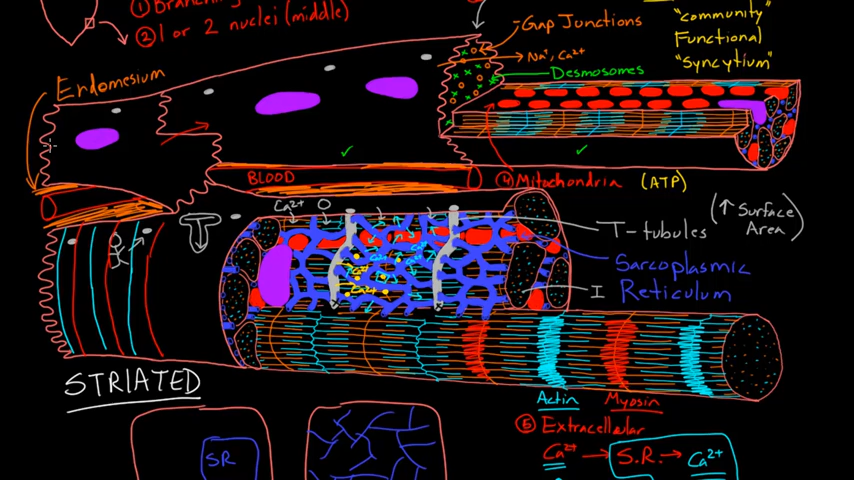 ① Branching
② 1 or 2 nuclei (middle)
Gap Junctions
Na⁺, Ca²⁺
Desmosomes
"community"
Functional
"syncytium"
Endomesium
BLOOD
④ Mitochondria (ATP)
Ca²⁺
T-tubules (↑ Surface
Area)
Sarcoplasmic
Reticulum
I
STRIATED
Actin
Myosin
⑤ Extracellular
Ca²⁺ → S.R. → Ca²⁺
SR